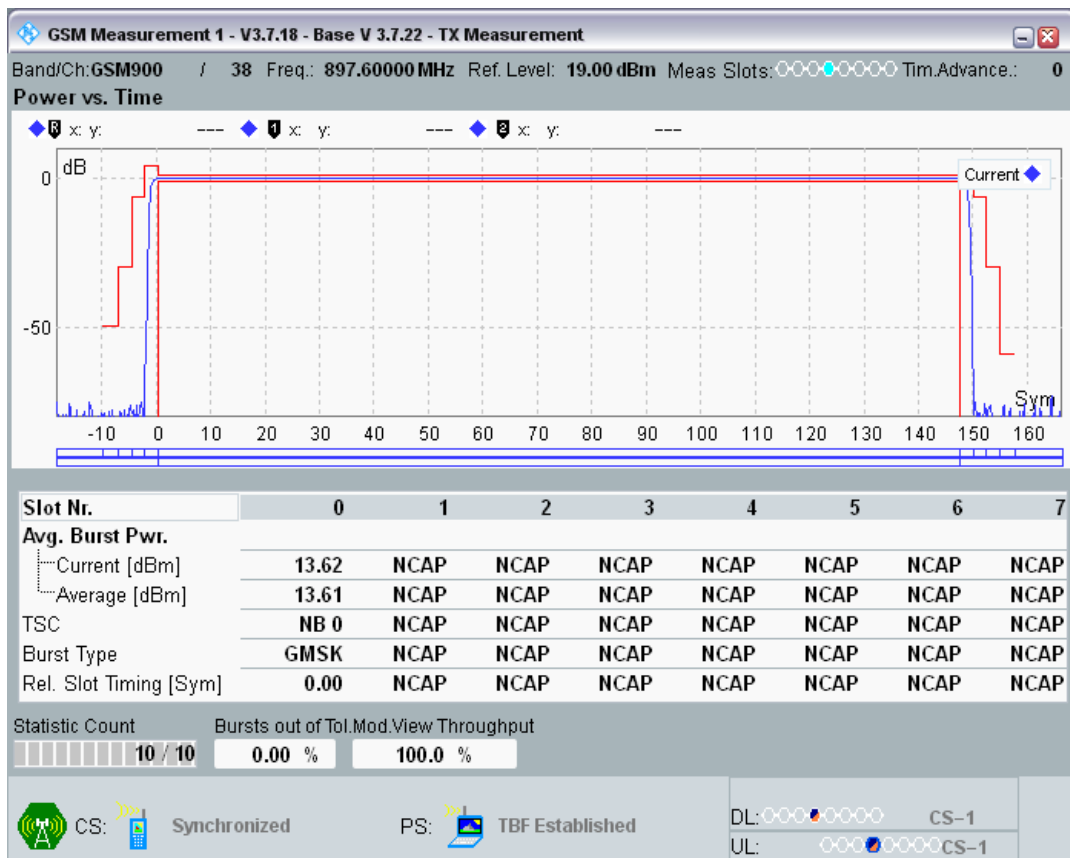 GSM Measurement 1 - V3.7.18 - Base V 3.7.22 - TX Measurement
Band/Ch:GSM900 / 38 Freq.: 897.60000 MHz Ref. Level: 19.00 dBm Meas Slots: Tim.Advance.: 0
Power vs. Time
R x: y: --- 1 x: y: --- 2 x: y: ---
dB
0
Current
-50
Sym
-10 0 10 20 30 40 50 60 70 80 90 100 110 120 130 140 150 160
Slot Nr. 0 1 2 3 4 5 6 7
Avg. Burst Pwr.
Current [dBm] 13.62 NCAP NCAP NCAP NCAP NCAP NCAP NCAP
Average [dBm] 13.61 NCAP NCAP NCAP NCAP NCAP NCAP NCAP
TSC NB 0 NCAP NCAP NCAP NCAP NCAP NCAP NCAP
Burst Type GMSK NCAP NCAP NCAP NCAP NCAP NCAP NCAP
Rel. Slot Timing [Sym] 0.00 NCAP NCAP NCAP NCAP NCAP NCAP NCAP
Statistic Count Bursts out of Tol.Mod.View Throughput
10 / 10 0.00 % 100.0 %
CS: Synchronized PS: TBF Established
DL: CS-1
UL: CS-1